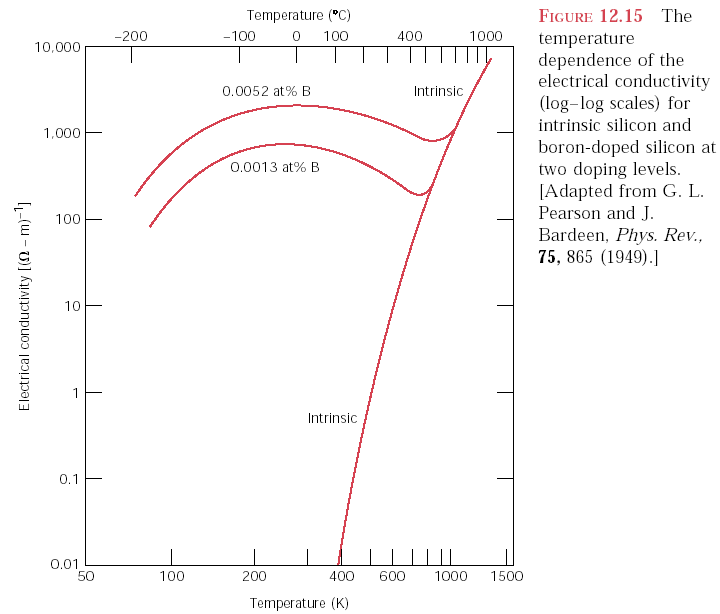 Temperature (°C)
−200 −100 0 100 400 1000
10,000
1,000
100
10
1
0.1
0.01
Electrical conductivity [(Ω – m)⁻¹]
0.0052 at% B
Intrinsic
0.0013 at% B
Intrinsic
50 100 200 400 600 1000 1500
Temperature (K)
FIGURE 12.15 The
temperature
dependence of the
electrical conductivity
(log–log scales) for
intrinsic silicon and
boron-doped silicon at
two doping levels.
[Adapted from G. L.
Pearson and J.
Bardeen, Phys. Rev.,
75, 865 (1949).]